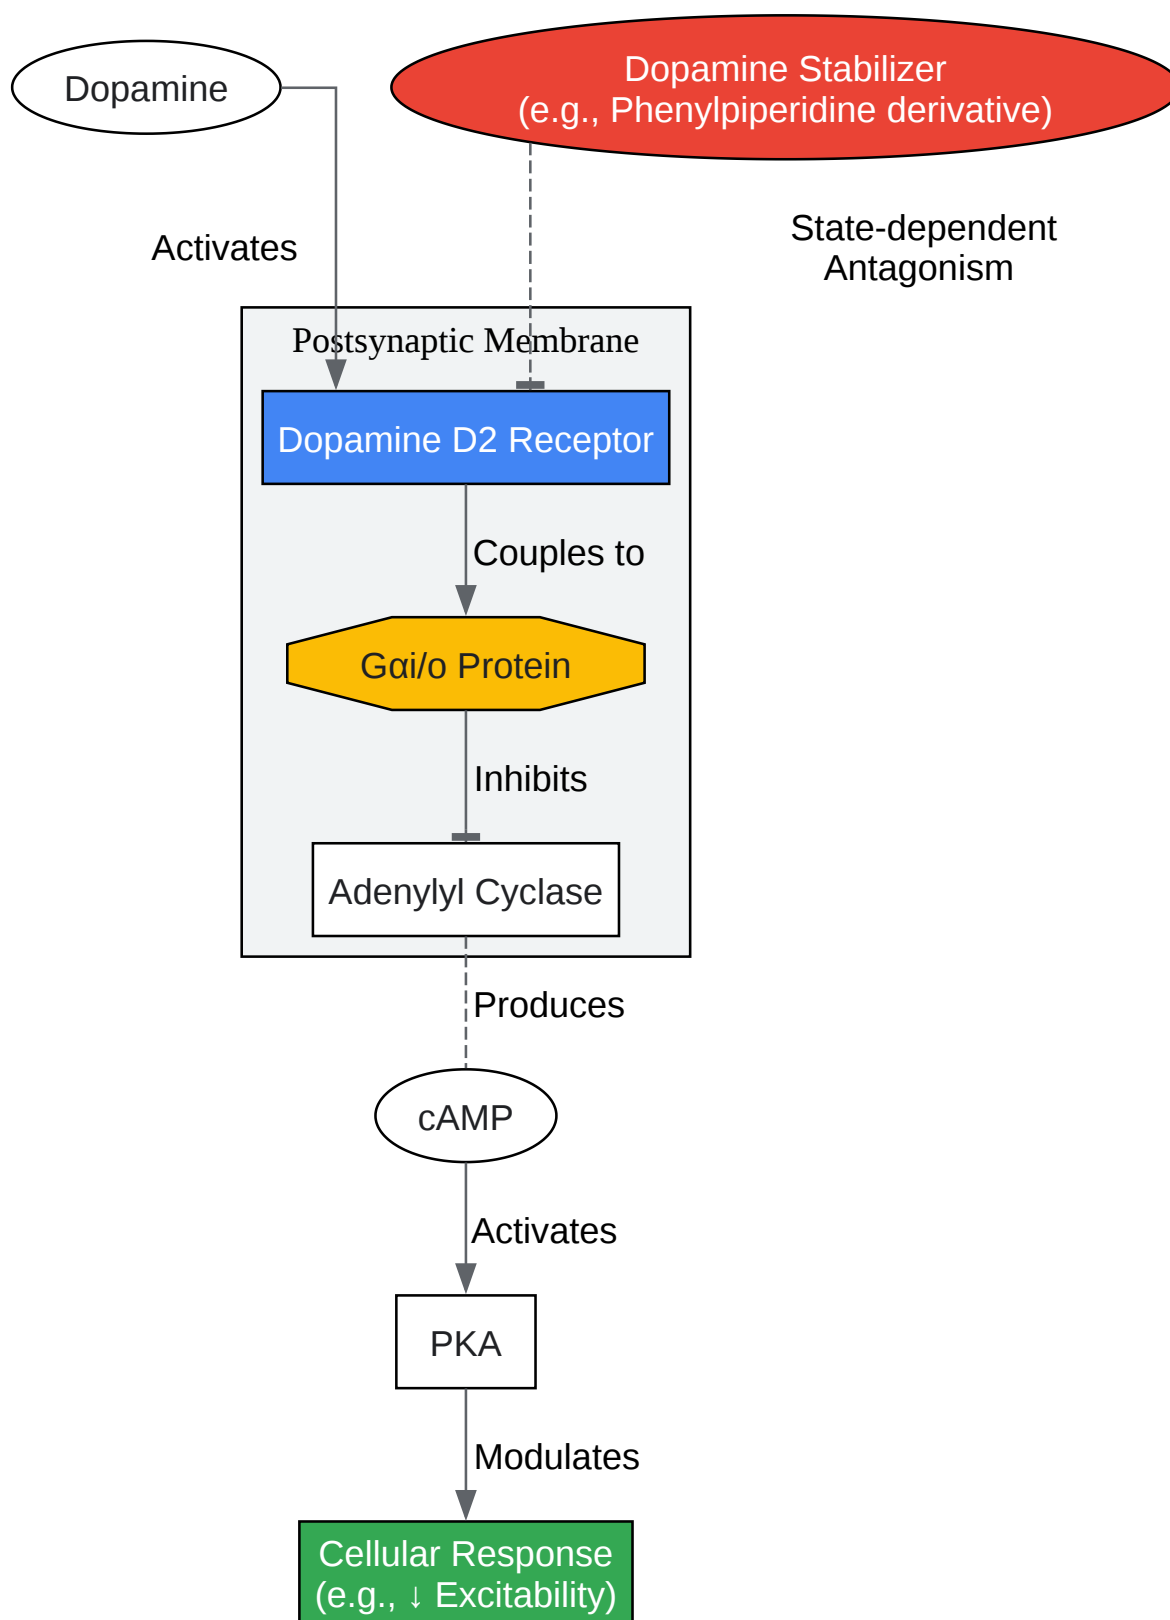 Dopamine
Dopamine Stabilizer
(e.g., Phenylpiperidine derivative)
Activates
State-dependent
Antagonism
Postsynaptic Membrane
Dopamine D2 Receptor
Couples to
Gαi/o Protein
Inhibits
Adenylyl Cyclase
Produces
cAMP
Activates
PKA
Modulates
Cellular Response
(e.g., ↓ Excitability)